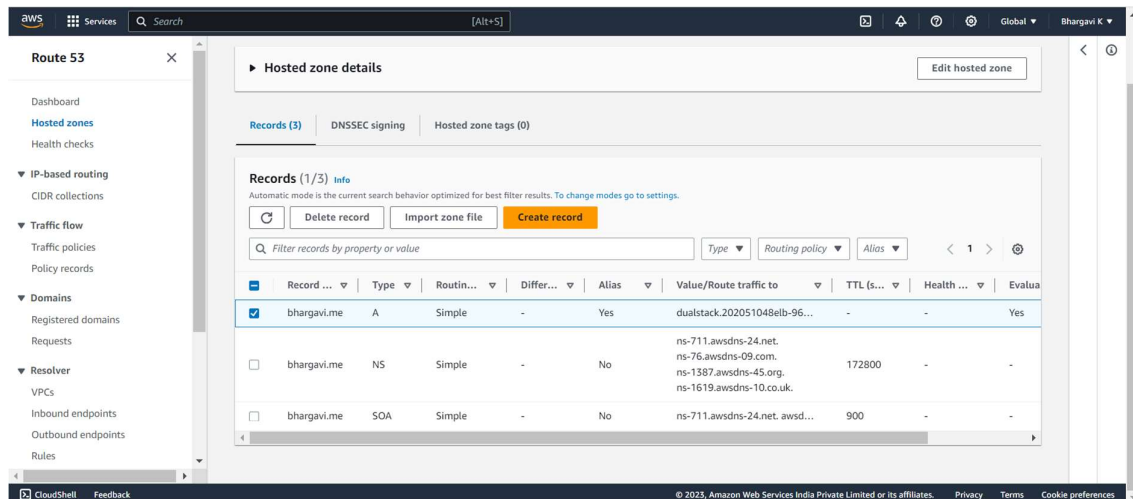 aws Services Search [Alt+S] Global Bhargavi K
Route 53
Dashboard
Hosted zones
Health checks
IP-based routing
CIDR collections
Traffic flow
Traffic policies
Policy records
Domains
Registered domains
Requests
Resolver
VPCs
Inbound endpoints
Outbound endpoints
Rules
Hosted zone details
Edit hosted zone
Records (3) DNSSEC signing Hosted zone tags (0)
Records (1/3) Info
Automatic mode is the current search behavior optimized for best filter results. To change modes go to settings.
Delete record Import zone file Create record
Filter records by property or value Type Routing policy Alias 1
Record ... Type Routin... Differ... Alias Value/Route traffic to TTL (s... Health ... Evalua
bhargavi.me A Simple - Yes dualstack.202051048elb-96... - - Yes
ns-711.awsdns-24.net.
ns-76.awsdns-09.com.
bhargavi.me NS Simple - No 172800 - -
ns-1387.awsdns-45.org.
ns-1619.awsdns-10.co.uk.
bhargavi.me SOA Simple - No ns-711.awsdns-24.net. awsd... 900 - -
CloudShell Feedback © 2023, Amazon Web Services India Private Limited or its affiliates. Privacy Terms Cookie preferences